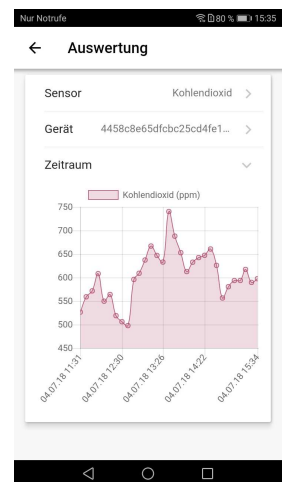 Nur Notrufe 80 % 15:35
Auswertung
Sensor Kohlendioxid
Gerät 4458c8e65dfcbc25cd4fe1...
Zeitraum
Kohlendioxid (ppm)
750
700
650
600
550
500
450
04.07.18 11:31 04.07.18 12:30 04.07.18 13:26 04.07.18 14:22 04.07.18 15:34